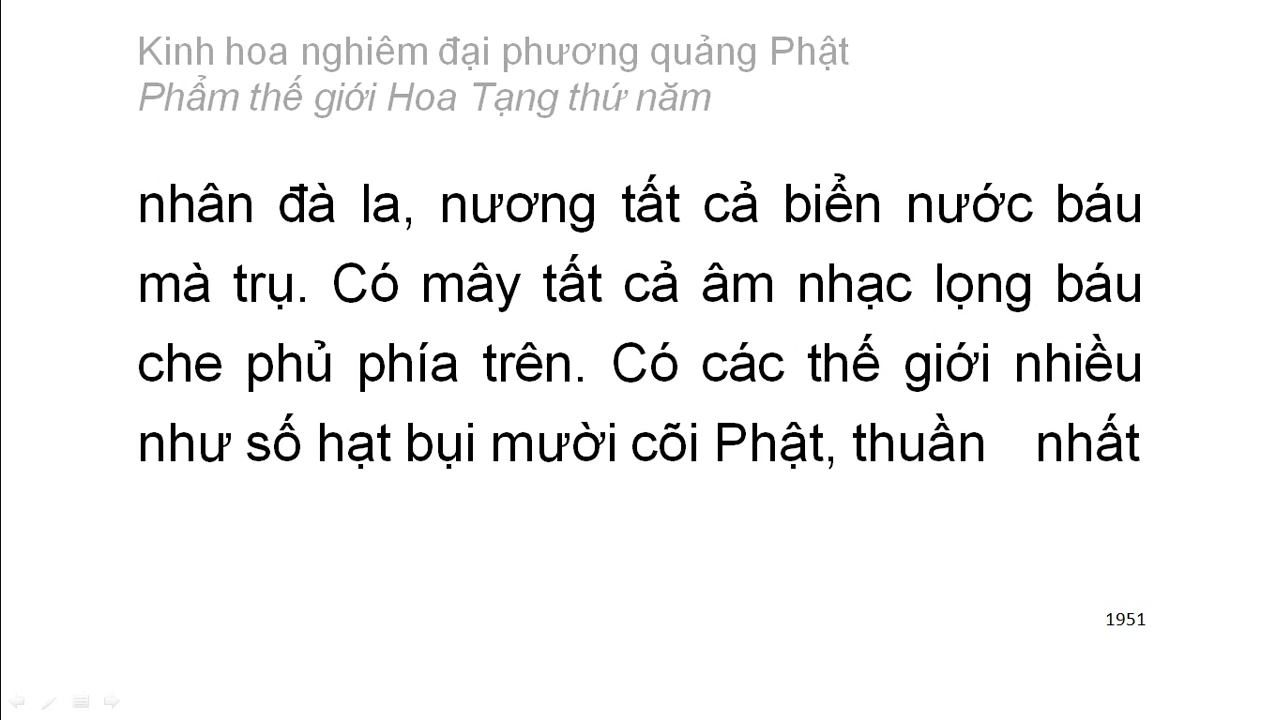 Kinh hoa nghiêm đại phương quảng Phật
Phẩm thế giới Hoa Tạng thứ năm
nhân đà la, nương tất cả biển nước báu
mà trụ. Có mây tất cả âm nhạc lọng báu
che phủ phía trên. Có các thế giới nhiều
như số hạt bụi mười cõi Phật, thuần nhất
1951